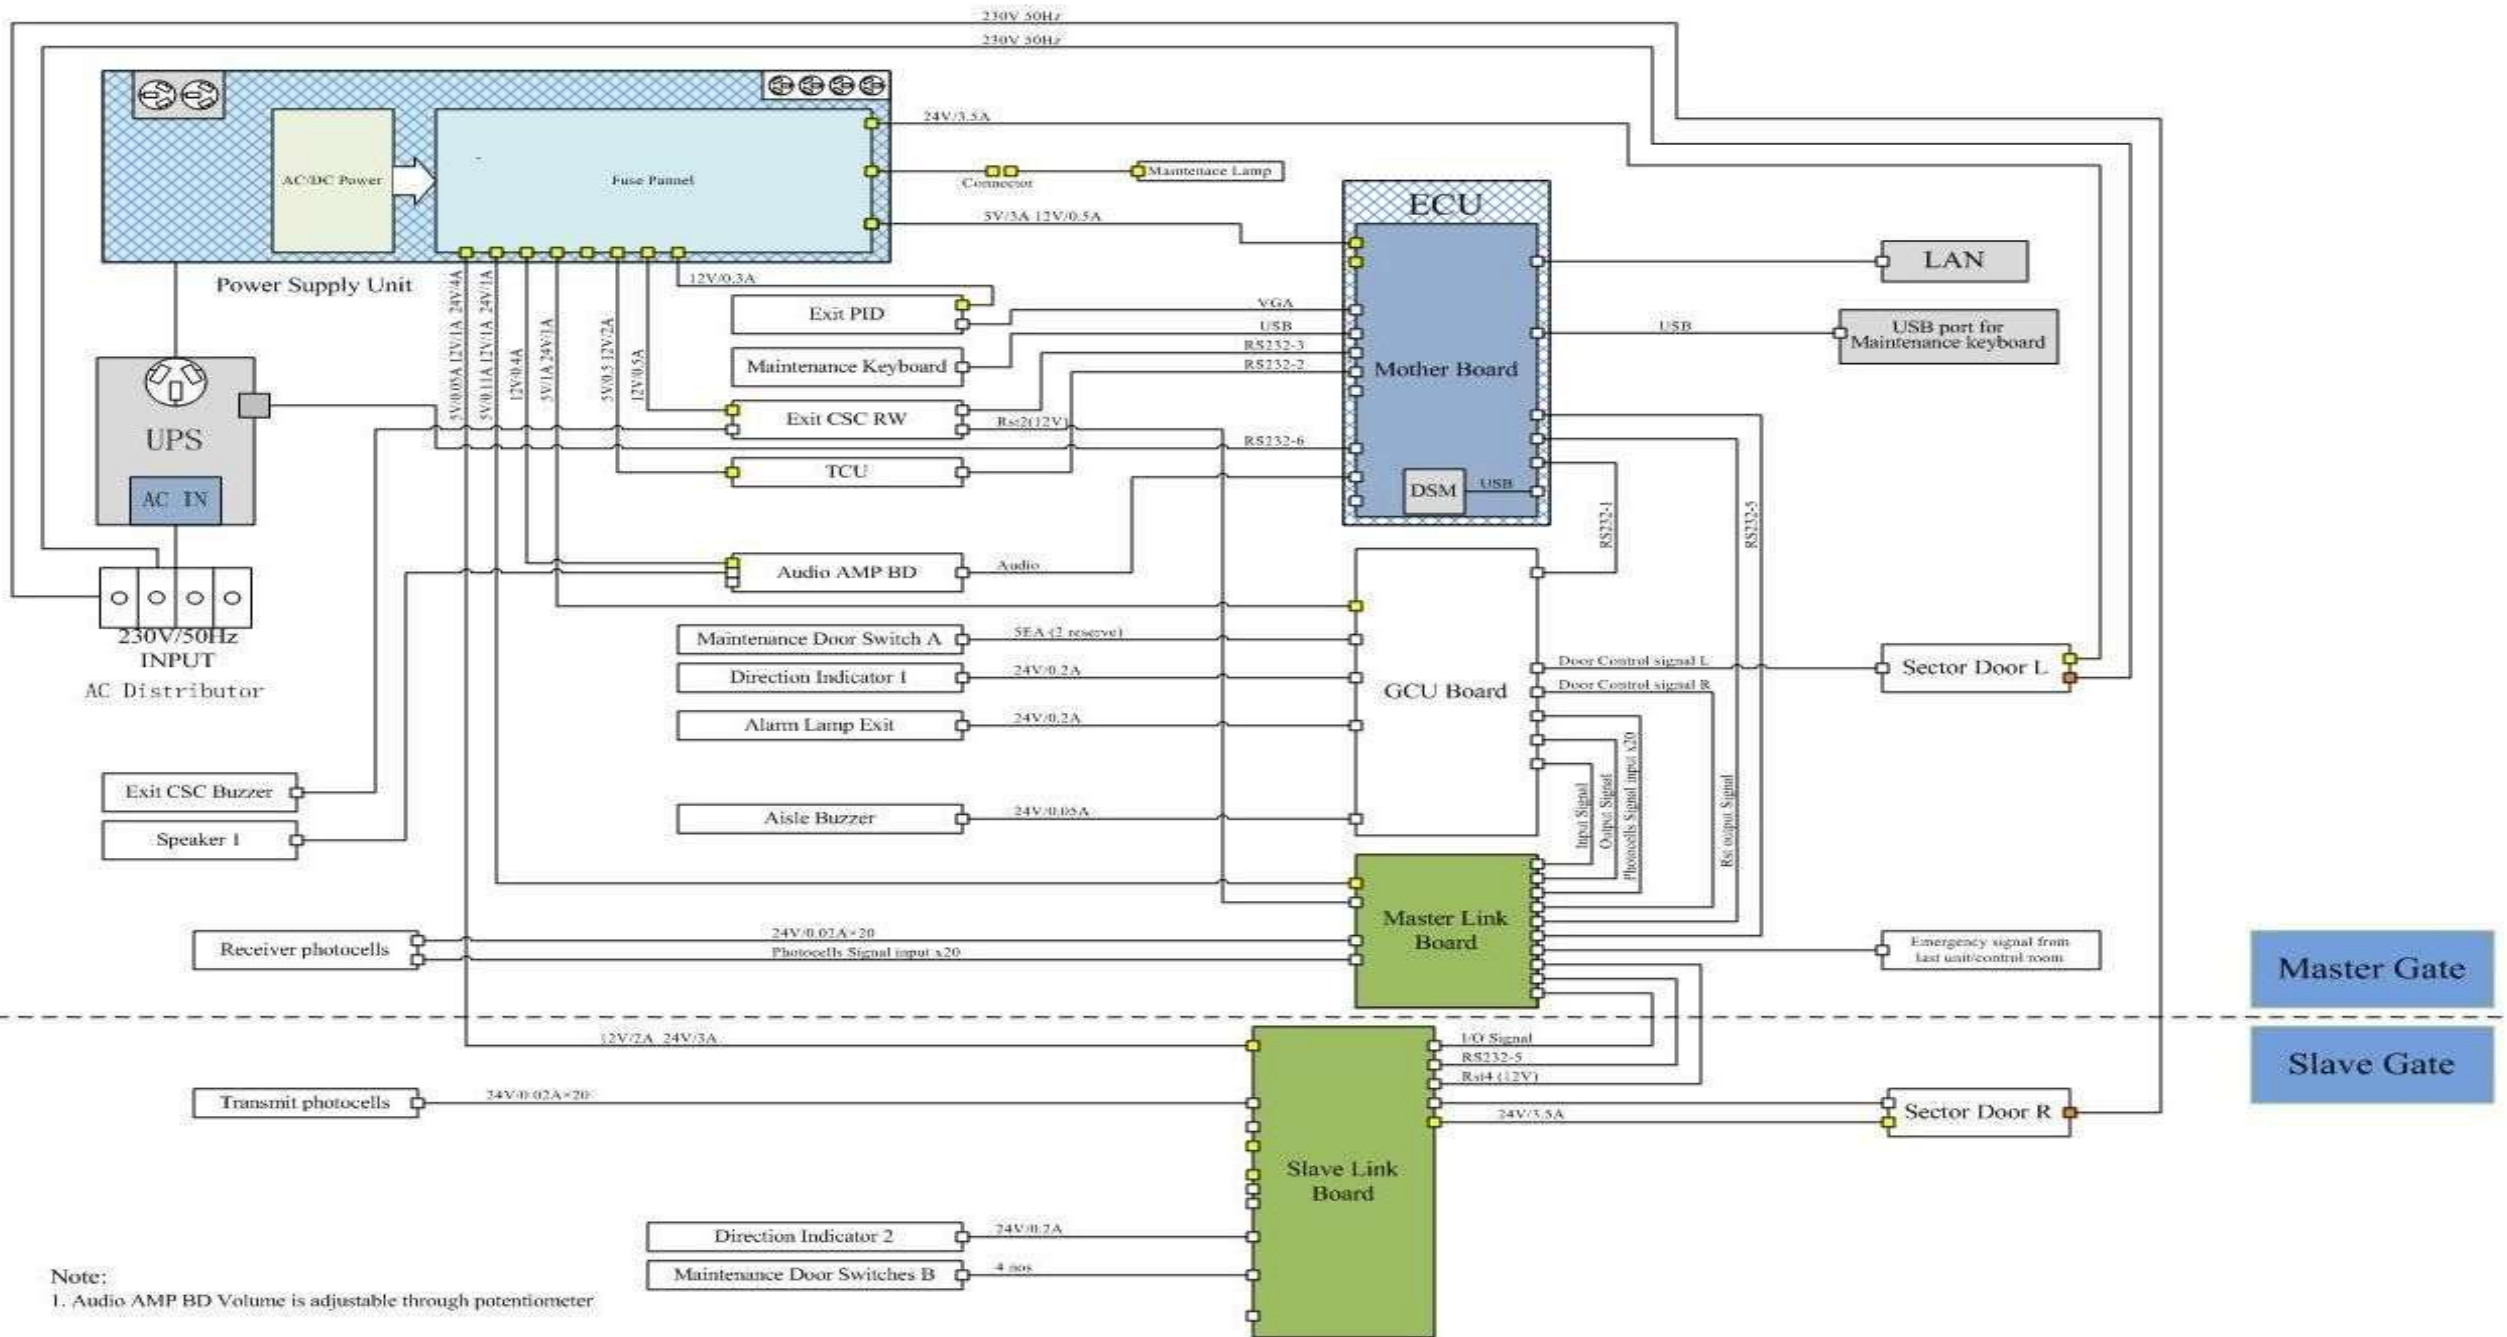 230V 50Hz
230V 50Hz
24V/3.5A
AC/DC Power
Fuse Pannel
Connector
Maintenace Lamp
5V/3A 12V/0.5A
ECU
Power Supply Unit
12V/0.3A
LAN
Exit PID
VGA
USB
USB
USB port for
Maintenance keyboard
Maintenance Keyboard
RS232-3
RS232-2
Mother Board
5V/0.05A 12V/1A 24V/4A
5V/0.11A 12V/1A 24V/1A
12V/0.4A
5V/1A 24V/1A
5V/0.5 12V/2A
12V/0.5A
Exit CSC RW
Rst2(12V)
RS232-6
UPS
TCU
AC IN
DSM
USB
RS232-1
RS232-5
Audio AMP BD
Audio
230V/50Hz
INPUT
AC Distributor
Maintenance Door Switch A
5EA (2 reserve)
Direction Indicator 1
24V/0.2A
GCU Board
Door Control signal L
Door Control signal R
Sector Door L
Alarm Lamp Exit
24V/0.2A
Exit CSC Buzzer
Speaker 1
Aisle Buzzer
24V/0.05A
Input Signal
Output Signal
Photocells Signal input x20
Rst output Signal
Master Link
Board
Receiver photocells
24V/0.02A×20
Photocells Signal input x20
Emergency signal from
last unit/control room
Master Gate
12V/2A 24V/3A
I/O Signal
RS232-5
Rst4 (12V)
Slave Gate
Transmit photocells
24V/0.02A×20
24V/3.5A
Sector Door R
Slave Link
Board
Direction Indicator 2
24V/0.2A
Maintenance Door Switches B
4 nos
Note:
1. Audio AMP BD Volume is adjustable through potentiometer